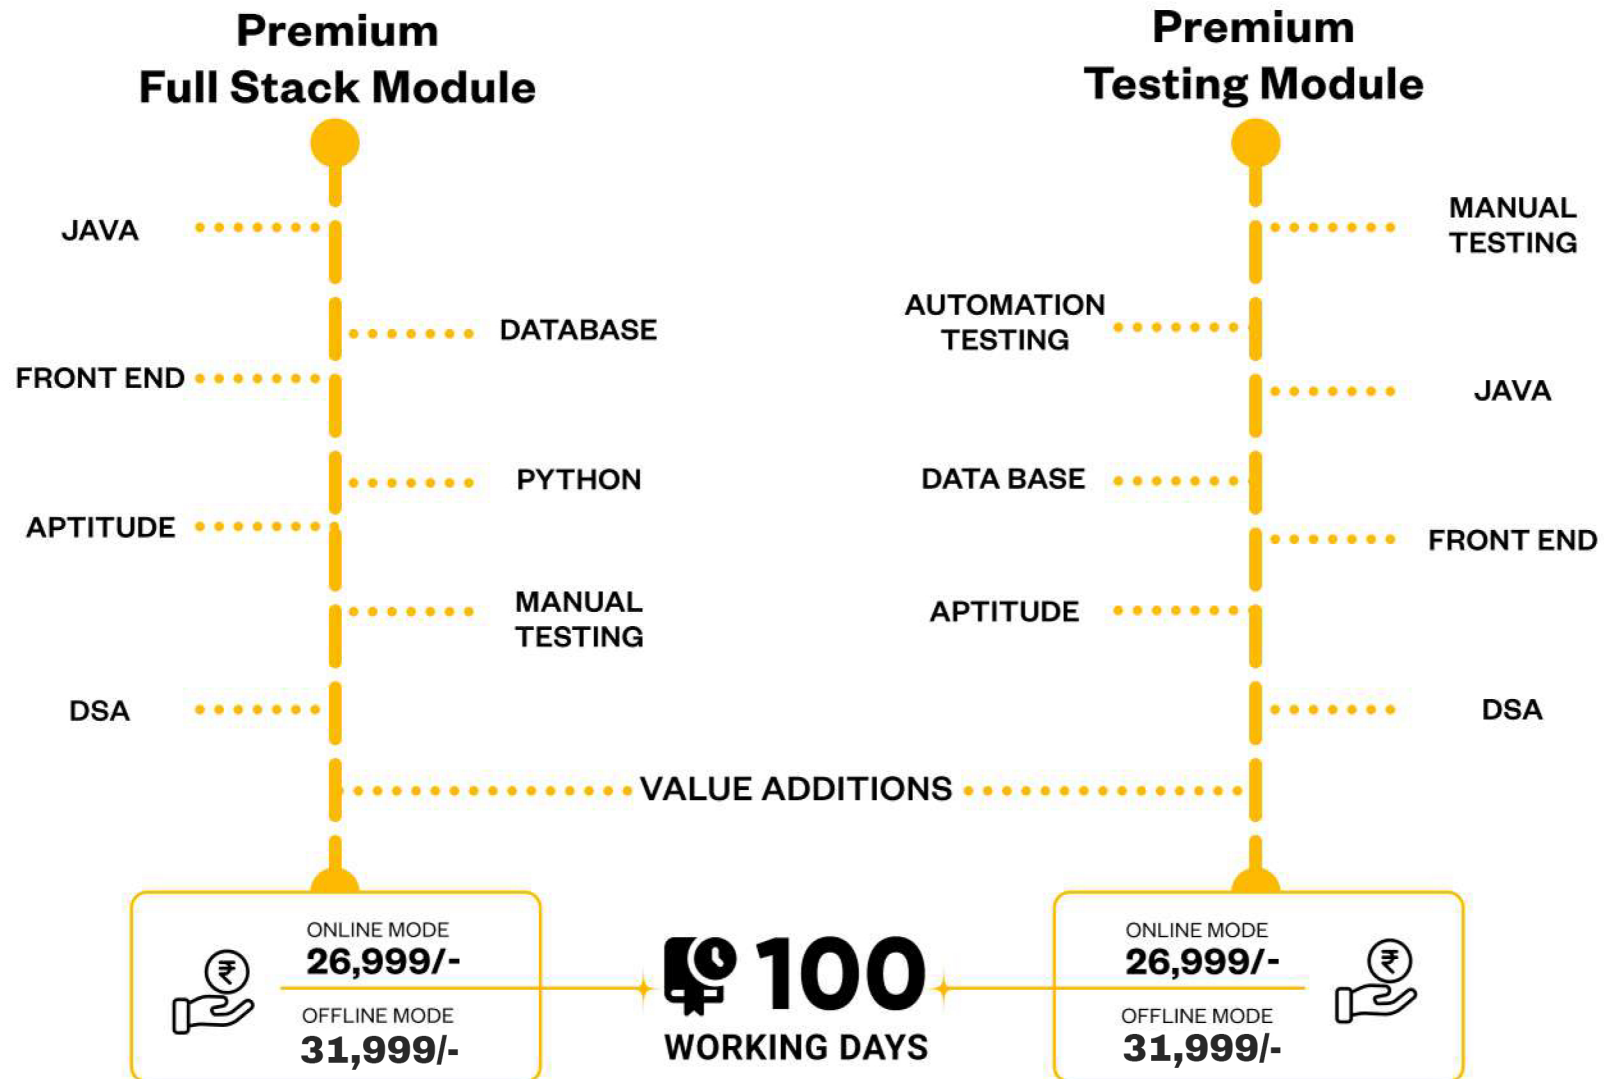 Premium
Full Stack Module
JAVA
DATABASE
FRONT END
PYTHON
APTITUDE
MANUAL
TESTING
DSA
Premium
Testing Module
MANUAL
TESTING
AUTOMATION
TESTING
JAVA
DATA BASE
FRONT END
APTITUDE
DSA
VALUE ADDITIONS
ONLINE MODE
26,999/-
OFFLINE MODE
31,999/-
100
WORKING DAYS
ONLINE MODE
26,999/-
OFFLINE MODE
31,999/-
₹
₹